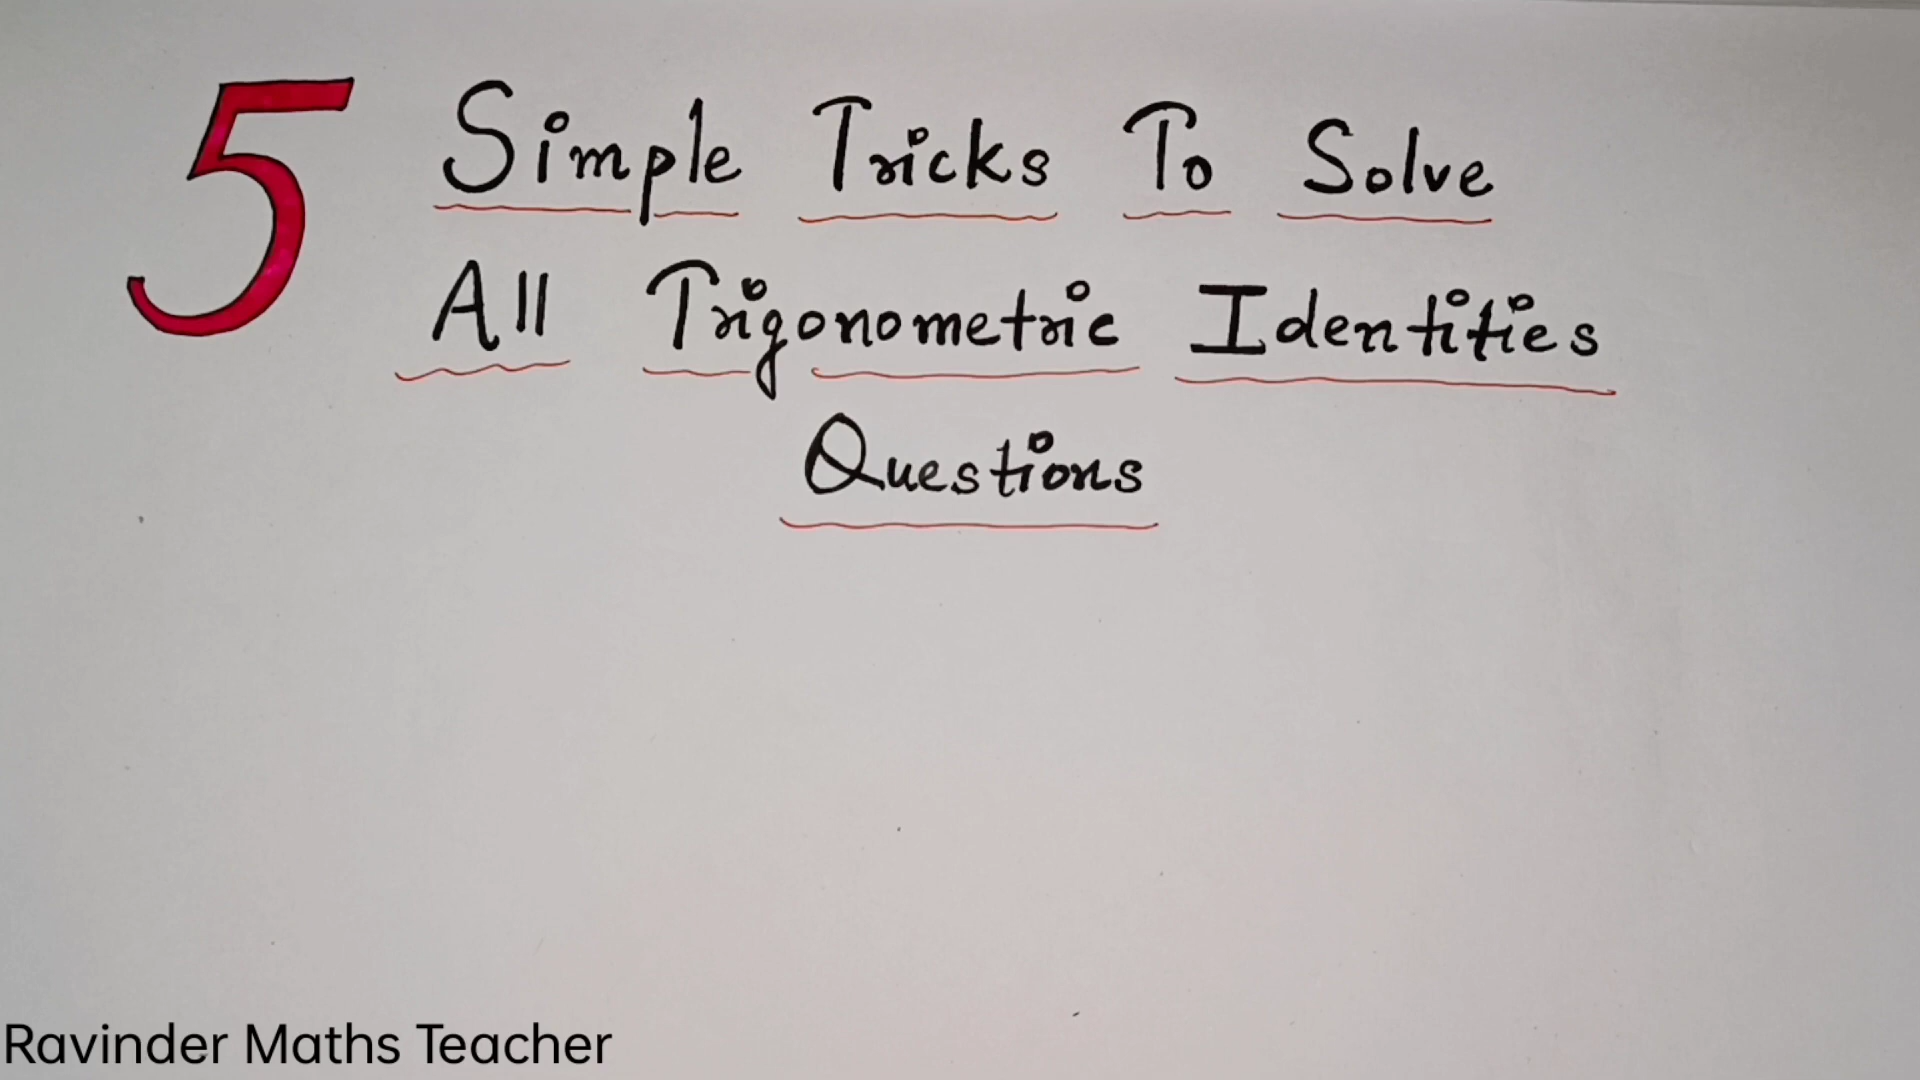 5 Simple Tricks To Solve
All Trigonometric Identities
Questions
Ravinder Maths Teacher